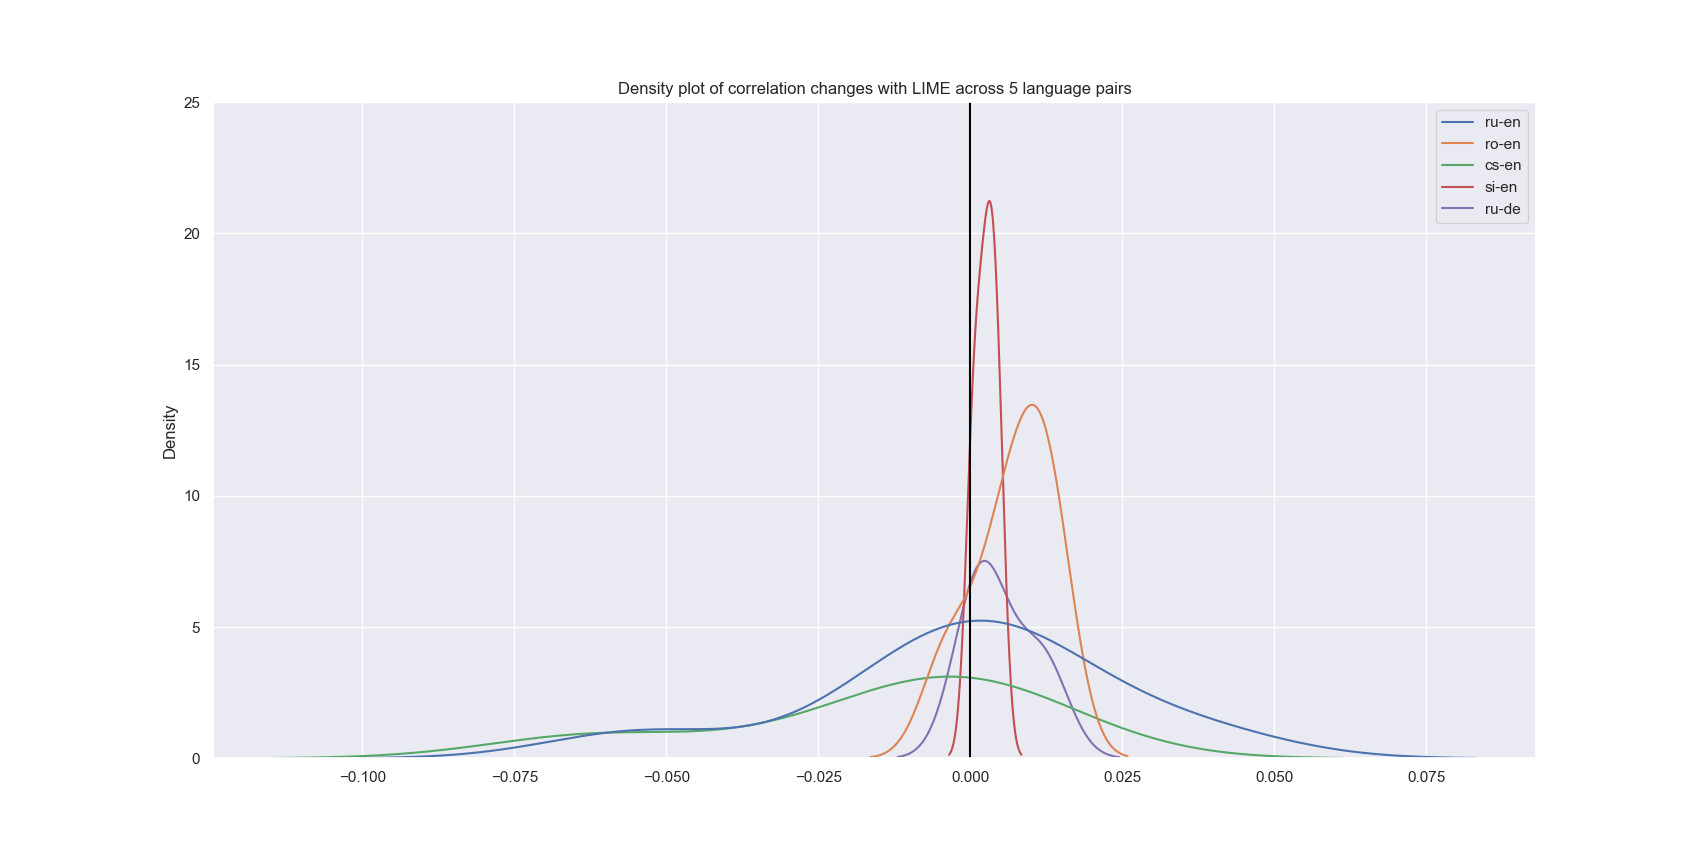 Density plot of correlation changes with LIME across 5 language pairs
25
20
15
10
5
0
Density
ru-en
ro-en
cs-en
si-en
ru-de
−0.100
−0.075
−0.050
−0.025
0.000
0.025
0.050
0.075